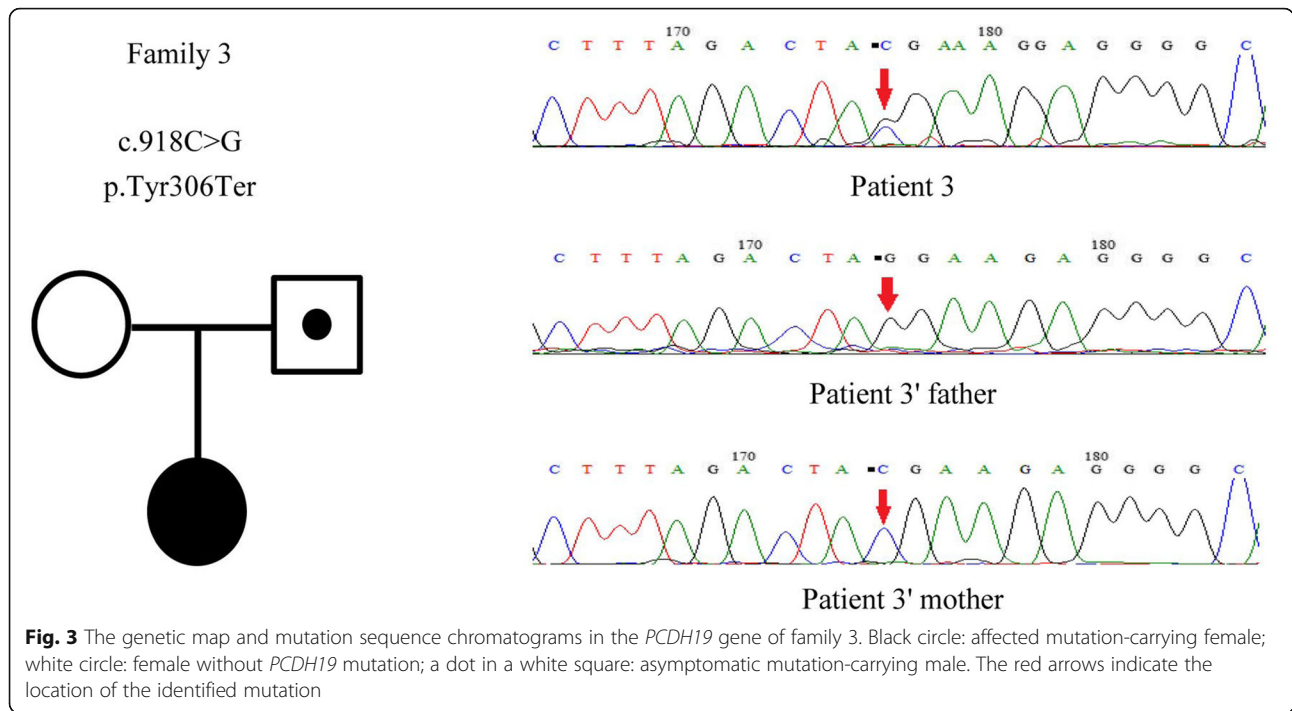 Family 3
c.918C>G
p.Tyr306Ter
170 180
C T T T A G A C T A C G A A A G G A G G G G C
Patient 3
170 180
C T T T A G A C T A G G A A G A G G G G C
Patient 3' father
170 180
C T T T A G A C T A C G A A G A G G G G C
Patient 3' mother
Fig. 3 The genetic map and mutation sequence chromatograms in the PCDH19 gene of family 3. Black circle: affected mutation-carrying female;
white circle: female without PCDH19 mutation; a dot in a white square: asymptomatic mutation-carrying male. The red arrows indicate the
location of the identified mutation